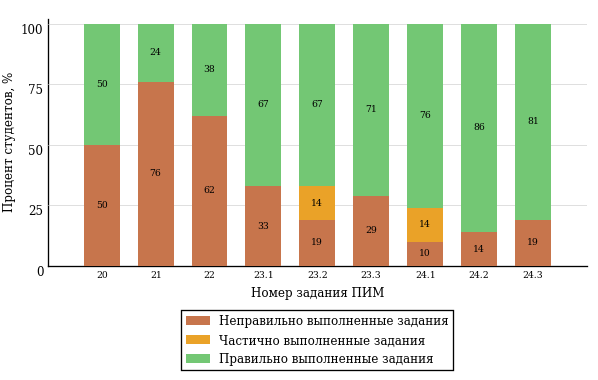 Процент студентов, %
100
75
50
25
0
50 24 38 67 67 71 76 86 81
50 76 62 33 14 19 29 14 10 14 19
20 21 22 23.1 23.2 23.3 24.1 24.2 24.3
Номер задания ПИМ
Неправильно выполненные задания
Частично выполненные задания
Правильно выполненные задания